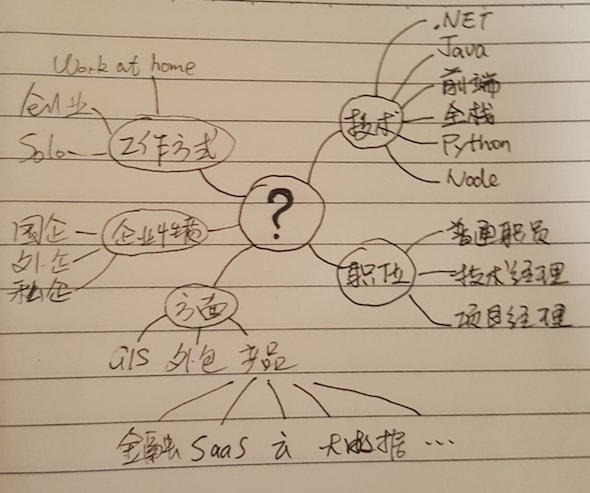 .NET
Java
前端
全栈
Python
Node
技术
Work at home
创业
Solo
工作方式
?
国企
外企
私企
企业性质
职位
普通职员
技术经理
项目经理
方面
GIS 外包 产品
金融 SaaS 云 大数据 ...